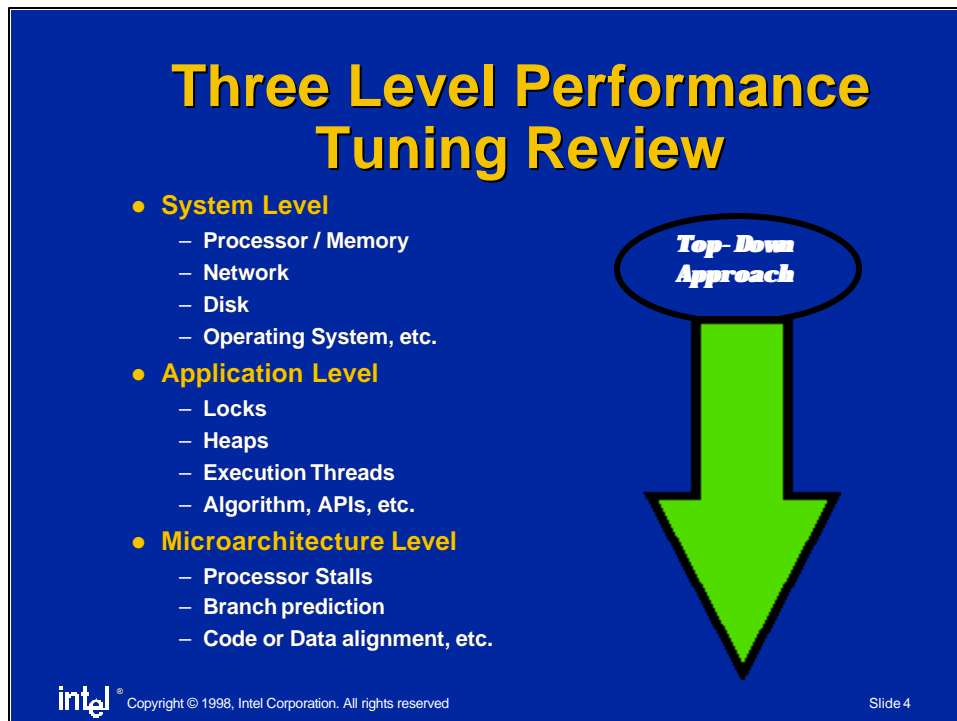 Three Level Performance
Tuning Review
● System Level
– Processor / Memory
– Network
– Disk
– Operating System, etc.
● Application Level
– Locks
– Heaps
– Execution Threads
– Algorithm, APIs, etc.
● Microarchitecture Level
– Processor Stalls
– Branch prediction
– Code or Data alignment, etc.
Top- Down
Approach
intel ® Copyright © 1998, Intel Corporation. All rights reserved
Slide 4